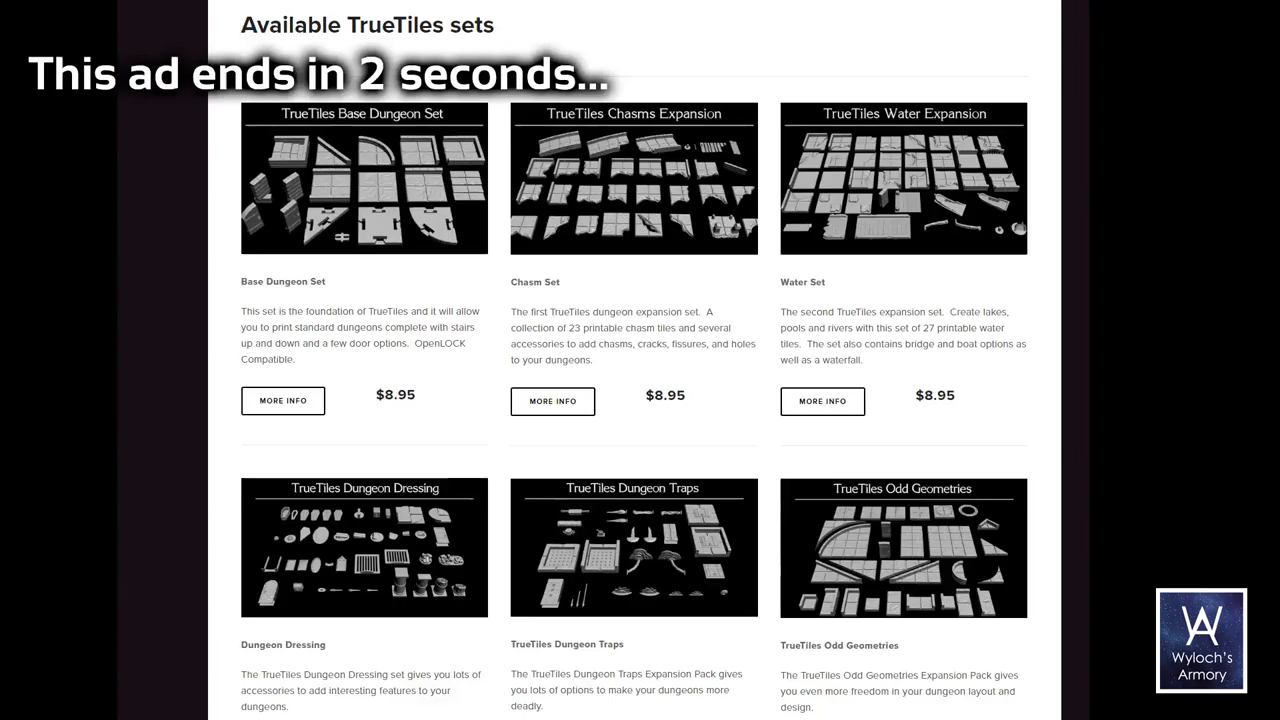 Available TrueTiles sets
This ad ends in 2 seconds...
TrueTiles Base Dungeon Set
TrueTiles Chasms Expansion
TrueTiles Water Expansion
Base Dungeon Set
This set is the foundation of TrueTiles and it will allow
you to print standard dungeons complete with stairs
up and down and a few door options.  OpenLOCK
Compatible.
MORE INFO
$8.95
Chasm Set
The first TrueTiles dungeon expansion set.  A
collection of 23 printable chasm tiles and several
accessories to add chasms, cracks, fissures, and holes
to your dungeons.
MORE INFO
$8.95
Water Set
The second TrueTiles expansion set.  Create lakes,
pools and rivers with this set of 27 printable water
tiles.  The set also contains bridge and boat options as
well as a waterfall.
MORE INFO
$8.95
TrueTiles Dungeon Dressing
TrueTiles Dungeon Traps
TrueTiles Odd Geometries
Dungeon Dressing
The TrueTiles Dungeon Dressing set gives you lots of
accessories to add interesting features to your
dungeons.
TrueTiles Dungeon Traps
The TrueTiles Dungeon Traps Expansion Pack gives
you lots of options to make your dungeons more
deadly.
TrueTiles Odd Geometries
The TrueTiles Odd Geometries Expansion Pack gives
you even more freedom in your dungeon layout and
design.
Wyloch's
Armory